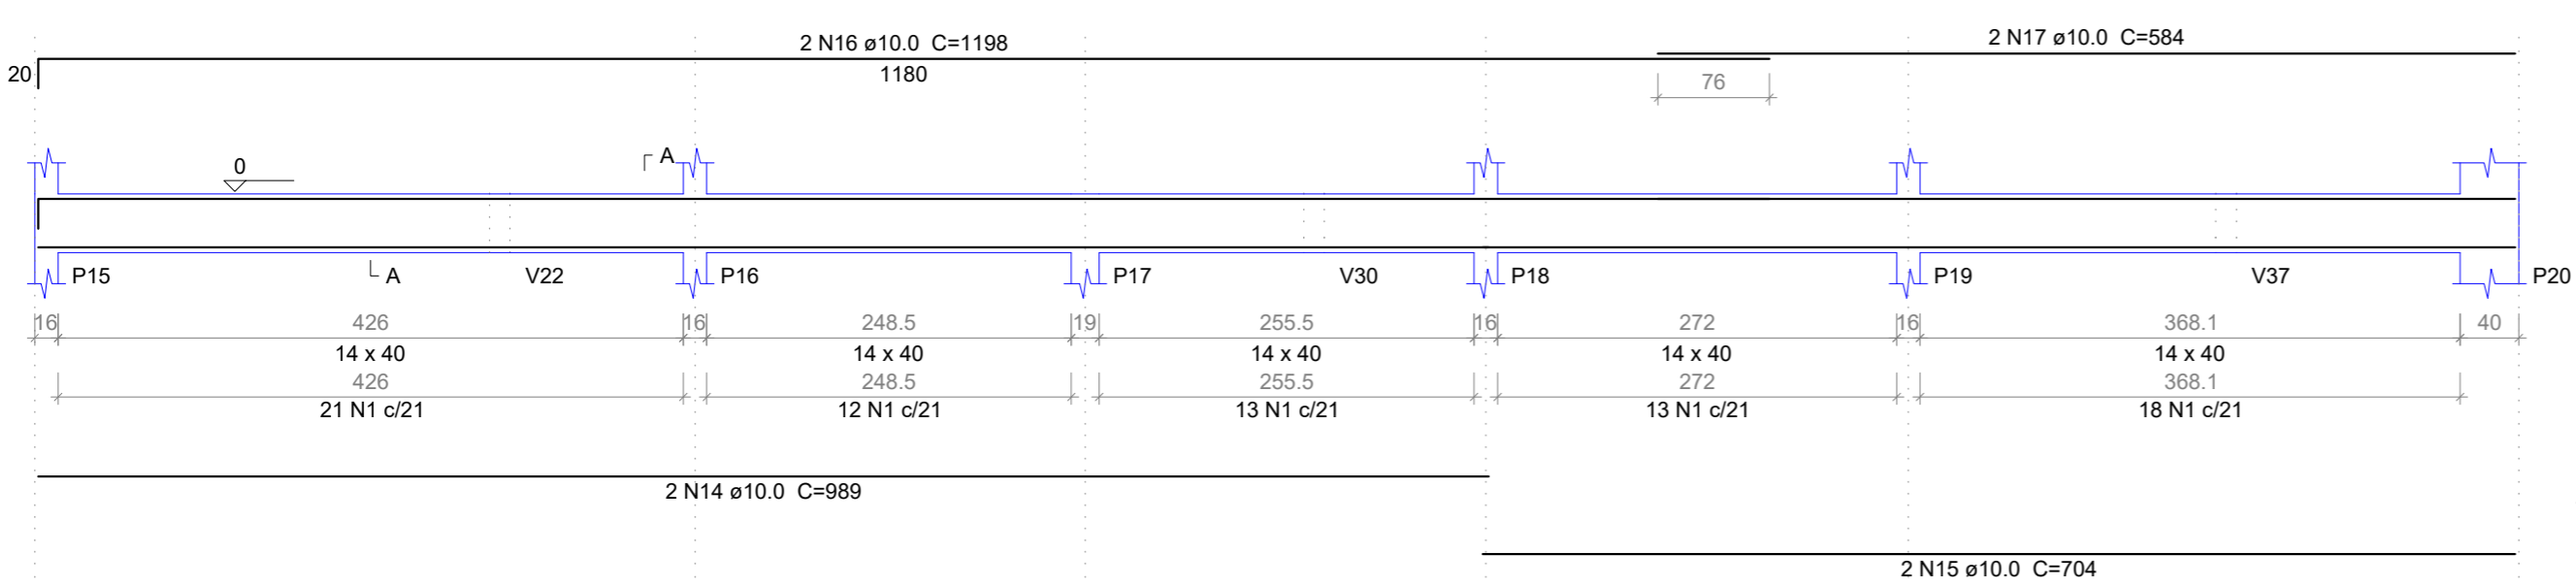 2 N16 ø10.0 C=1198
2 N17 ø10.0 C=584
20
1180
76
A
0
P15
A
V22
P16
P17
V30
P18
P19
V37
P20
16
426
16
248.5
19
255.5
16
272
16
368.1
40
14 x 40
14 x 40
14 x 40
14 x 40
14 x 40
426
248.5
255.5
272
368.1
21 N1 c/21
12 N1 c/21
13 N1 c/21
13 N1 c/21
18 N1 c/21
2 N14 ø10.0 C=989
2 N15 ø10.0 C=704